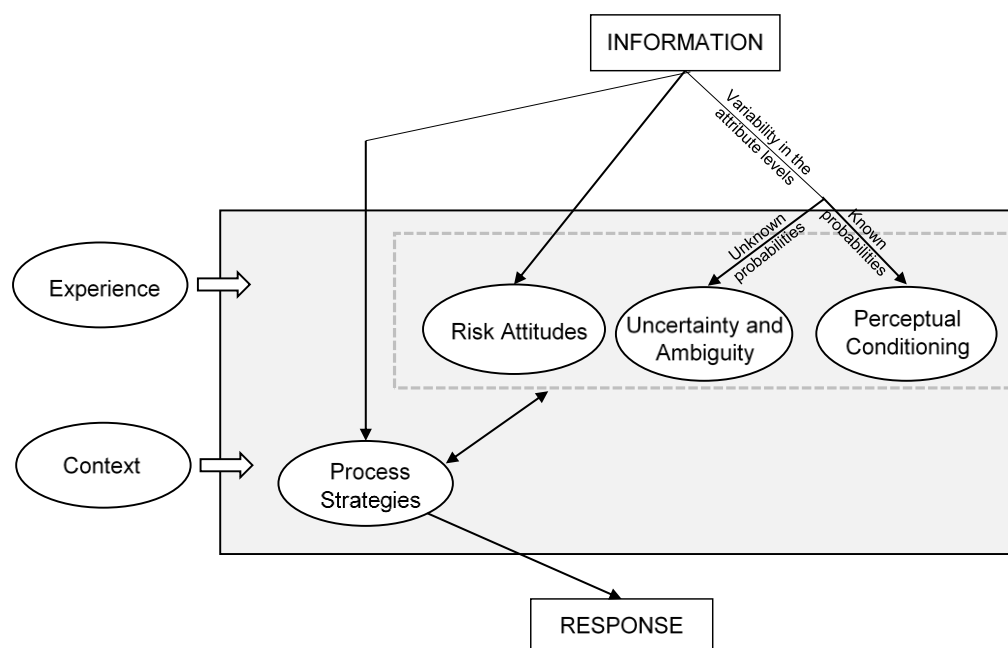 INFORMATION
Variability in the
attribute levels
Unknown
probabilities
Known
probabilities
Experience
Risk Attitudes
Uncertainty and
Ambiguity
Perceptual
Conditioning
Context
Process
Strategies
RESPONSE